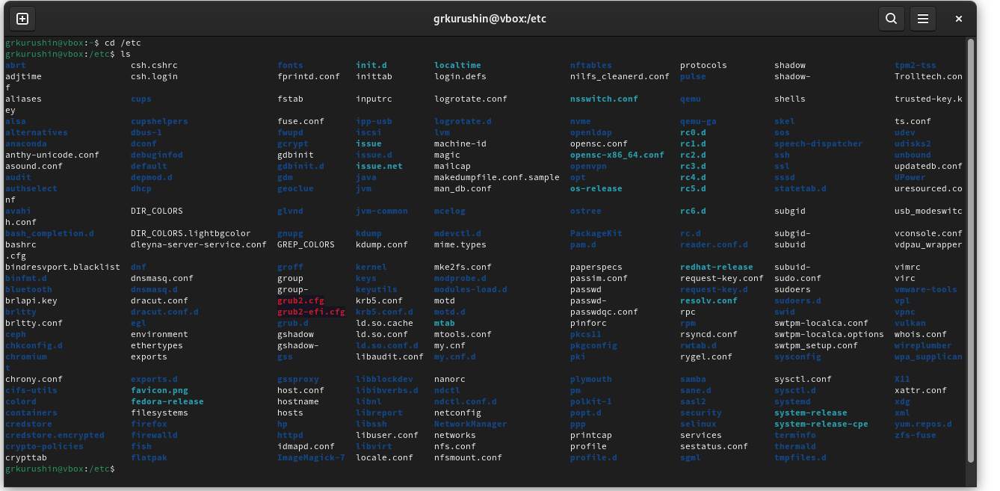 grkurushin@vbox:/etc
grkurushin@vbox:~$ cd /etc
grkurushin@vbox:/etc$ ls
abrt csh.cshrc fonts init.d localtime nftables protocols shadow tpm2-tss
adjtime csh.login fprintd.conf inittab login.defs nilfs_cleanerd.conf pulse shadow- Trolltech.con
f
aliases cups fstab inputrc logrotate.conf nsswitch.conf qemu shells trusted-key.k
ey
alsa cupshelpers fuse.conf ipp-usb logrotate.d nvme qemu-ga skel ts.conf
alternatives dbus-1 fwupd iscsi lvm openldap rc0.d sos udev
anaconda dconf gcrypt issue machine-id opensc.conf rc1.d speech-dispatcher udisks2
anthy-unicode.conf debuginfod gdbinit issue.d magic opensc-x86_64.conf rc2.d ssh unbound
asound.conf default gdbinit.d issue.net mailcap openvpn rc3.d ssl updatedb.conf
audit depmod.d gdm java makedumpfile.conf.sample opt rc4.d sssd UPower
authselect dhcp geoclue jvm man_db.conf os-release rc5.d statetab.d uresourced.co
nf
avahi DIR_COLORS glvnd jvm-common mcelog ostree rc6.d subgid usb_modeswitc
h.conf
bash_completion.d DIR_COLORS.lightbgcolor gnupg kdump mdevctl.d PackageKit rc.d subgid- vconsole.conf
bashrc dleyna-server-service.conf GREP_COLORS kdump.conf mime.types pam.d reader.conf.d subuid vdpau_wrapper
.cfg
bindresvport.blacklist dnf groff kernel mke2fs.conf paperspecs redhat-release subuid- vimrc
binfmt.d dnsmasq.conf group keys modprobe.d passim.conf request-key.conf sudo.conf virc
bluetooth dnsmasq.d group- keyutils modules-load.d passwd request-key.d sudoers vmware-tools
brlapi.key dracut.conf grub2.cfg krb5.conf motd passwd- resolv.conf sudoers.d vpl
brltty dracut.conf.d grub2-efi.cfg krb5.conf.d motd.d passwdqc.conf rpc swid vpnc
brltty.conf egl grub.d ld.so.cache mtab pinforc rpm swtpm-localca.conf vulkan
ceph environment gshadow ld.so.conf mtools.conf pkcs11 rsyncd.conf swtpm-localca.options whois.conf
chkconfig.d ethertypes gshadow- ld.so.conf.d my.cnf pkgconfig rwtab.d swtpm_setup.conf wireplumber
chromium exports gss libaudit.conf my.cnf.d pki rygel.conf sysconfig wpa_supplican
t
chrony.conf exports.d gssproxy libblockdev nanorc plymouth samba sysctl.conf X11
cifs-utils favicon.png host.conf libibverbs.d ndctl pm sane.d sysctl.d xattr.conf
colord fedora-release hostname libnl ndctl.conf.d polkit-1 sasl2 systemd xdg
containers filesystems hosts libreport netconfig popt.d security system-release xml
credstore firefox hp libssh NetworkManager ppp selinux system-release-cpe yum.repos.d
credstore.encrypted firewalld httpd libuser.conf networks printcap services terminfo zfs-fuse
crypto-policies fish idmapd.conf libvirt nfs.conf profile sestatus.conf thermald
crypttab flatpak ImageMagick-7 locale.conf nfsmount.conf profile.d sgml tmpfiles.d
grkurushin@vbox:/etc$